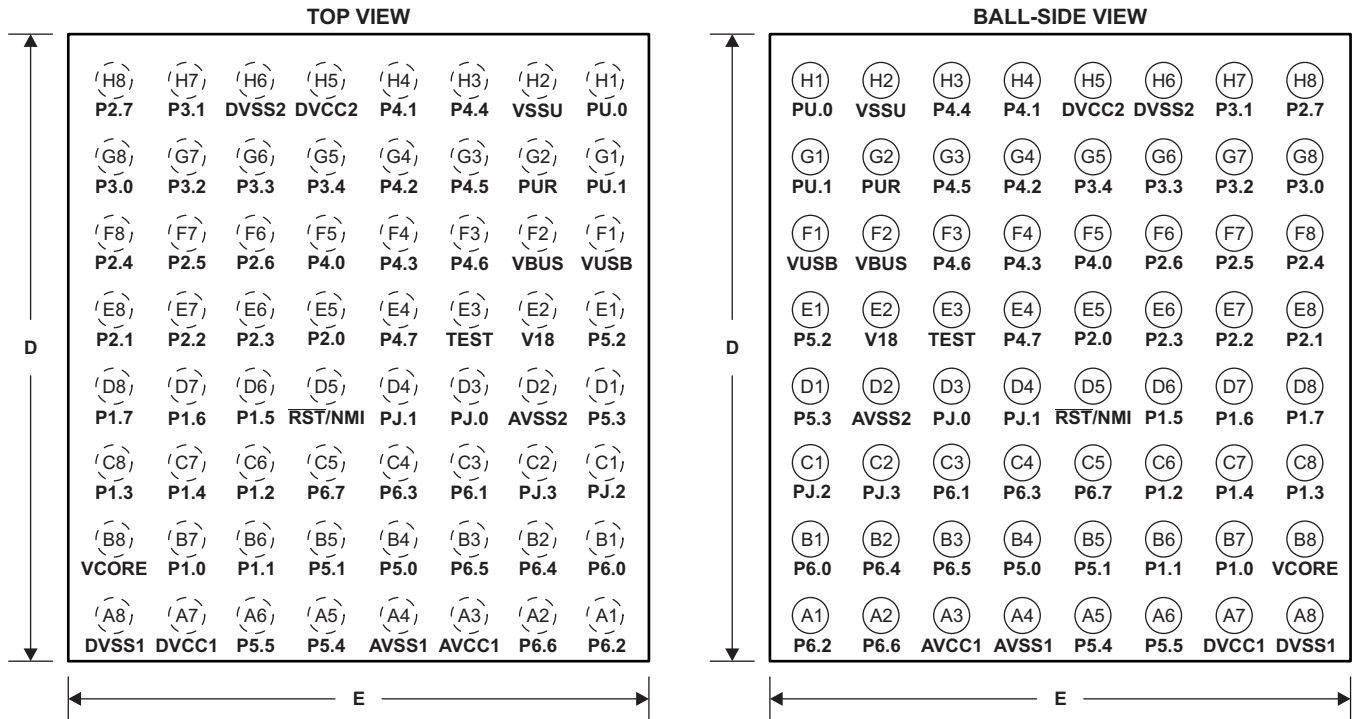 TOP VIEW
H8 H7 H6 H5 H4 H3 H2 H1
P2.7 P3.1 DVSS2 DVCC2 P4.1 P4.4 VSSU PU.0
G8 G7 G6 G5 G4 G3 G2 G1
P3.0 P3.2 P3.3 P3.4 P4.2 P4.5 PUR PU.1
F8 F7 F6 F5 F4 F3 F2 F1
P2.4 P2.5 P2.6 P4.0 P4.3 P4.6 VBUS VUSB
E8 E7 E6 E5 E4 E3 E2 E1
P2.1 P2.2 P2.3 P2.0 P4.7 TEST V18 P5.2
D
D8 D7 D6 D5 D4 D3 D2 D1
P1.7 P1.6 P1.5 R̅S̅T̅/NMI PJ.1 PJ.0 AVSS2 P5.3
C8 C7 C6 C5 C4 C3 C2 C1
P1.3 P1.4 P1.2 P6.7 P6.3 P6.1 PJ.3 PJ.2
B8 B7 B6 B5 B4 B3 B2 B1
VCORE P1.0 P1.1 P5.1 P5.0 P6.5 P6.4 P6.0
A8 A7 A6 A5 A4 A3 A2 A1
DVSS1 DVCC1 P5.5 P5.4 AVSS1 AVCC1 P6.6 P6.2
E
BALL-SIDE VIEW
H1 H2 H3 H4 H5 H6 H7 H8
PU.0 VSSU P4.4 P4.1 DVCC2 DVSS2 P3.1 P2.7
G1 G2 G3 G4 G5 G6 G7 G8
PU.1 PUR P4.5 P4.2 P3.4 P3.3 P3.2 P3.0
F1 F2 F3 F4 F5 F6 F7 F8
VUSB VBUS P4.6 P4.3 P4.0 P2.6 P2.5 P2.4
E1 E2 E3 E4 E5 E6 E7 E8
P5.2 V18 TEST P4.7 P2.0 P2.3 P2.2 P2.1
D
D1 D2 D3 D4 D5 D6 D7 D8
P5.3 AVSS2 PJ.0 PJ.1 R̅S̅T̅/NMI P1.5 P1.6 P1.7
C1 C2 C3 C4 C5 C6 C7 C8
PJ.2 PJ.3 P6.1 P6.3 P6.7 P1.2 P1.4 P1.3
B1 B2 B3 B4 B5 B6 B7 B8
P6.0 P6.4 P6.5 P5.0 P5.1 P1.1 P1.0 VCORE
A1 A2 A3 A4 A5 A6 A7 A8
P6.2 P6.6 AVCC1 AVSS1 P5.4 P5.5 DVCC1 DVSS1
E